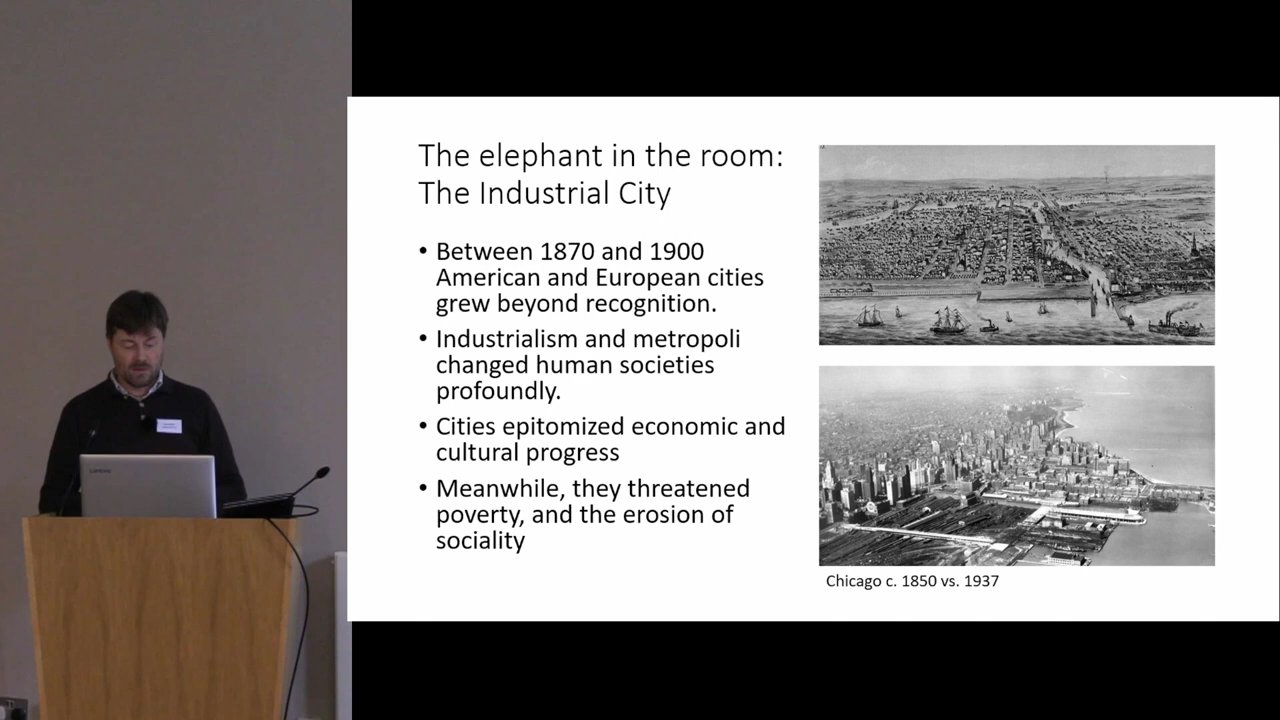 The elephant in the room:
The Industrial City
• Between 1870 and 1900
American and European cities
grew beyond recognition.
• Industrialism and metropoli
changed human societies
profoundly.
• Cities epitomized economic and
cultural progress
• Meanwhile, they threatened
poverty, and the erosion of
sociality
Chicago c. 1850 vs. 1937
Lenovo